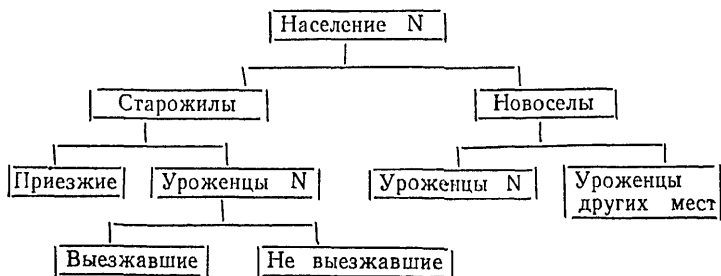 Население N
Старожилы
Новоселы
Приезжие
Уроженцы N
Уроженцы N
Уроженцы
других мест
Выезжавшие
Не выезжавшие